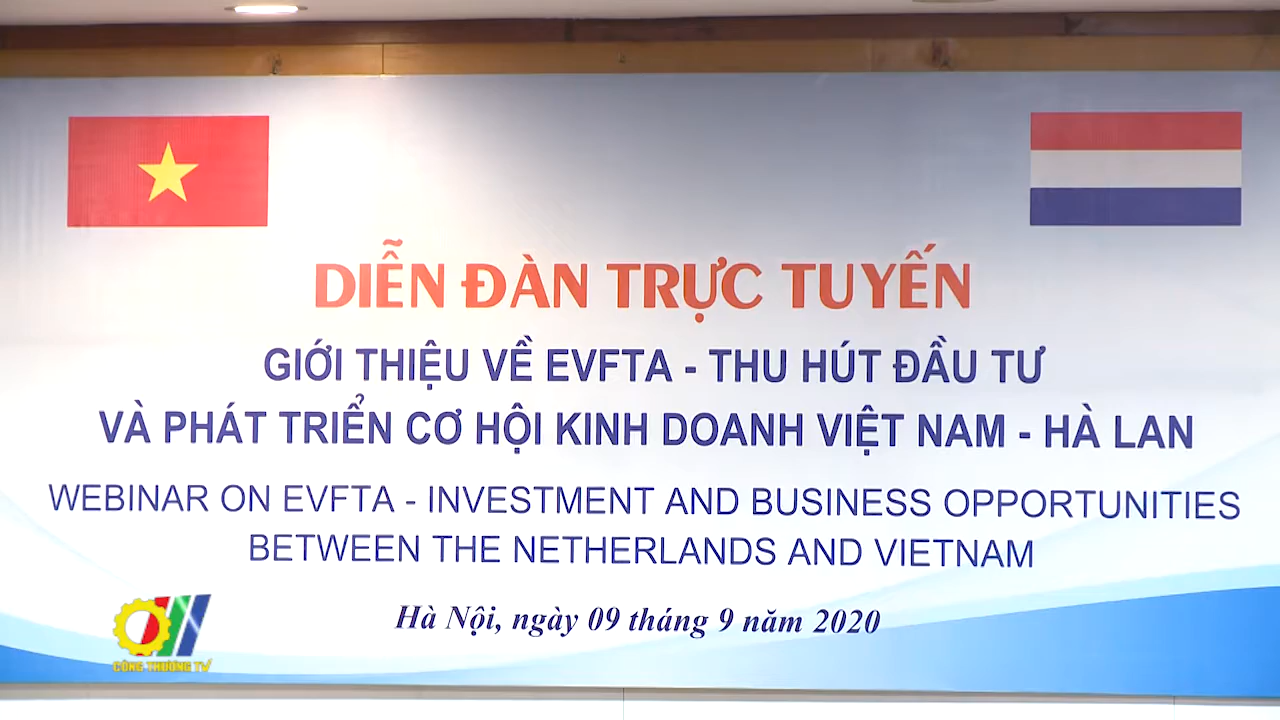 DIỄN ĐÀN TRỰC TUYẾN
GIỚI THIỆU VỀ EVFTA - THU HÚT ĐẦU TƯ
VÀ PHÁT TRIỂN CƠ HỘI KINH DOANH VIỆT NAM - HÀ LAN
WEBINAR ON EVFTA - INVESTMENT AND BUSINESS OPPORTUNITIES
BETWEEN THE NETHERLANDS AND VIETNAM
Hà Nội, ngày 09 tháng 9 năm 2020
CÔNG THƯƠNG TV